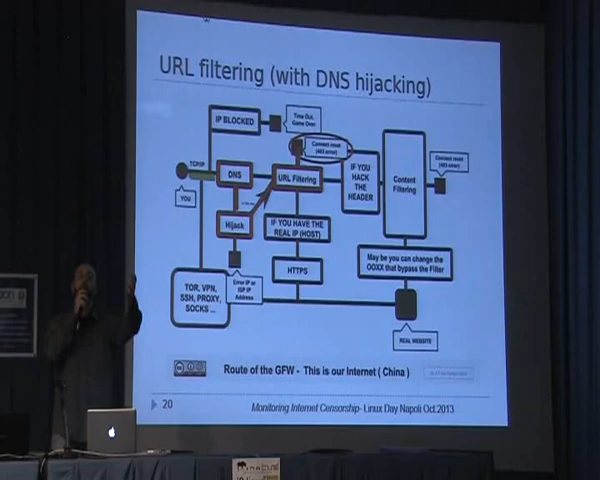 URL filtering (with DNS hijacking)
IP BLOCKED
Time Out,
Game Over
Connect reset
(403 error)
TCP/IP
DNS
URL Filtering
IF YOU
HACK
THE
HEADER
Content
Filtering
Connect reset
(403 error)
YOU
Hijack
IF YOU HAVE THE
REAL IP (HOST)
HTTPS
May be you can change the
OOXX that bypass the Filter
Error IP or
ISP IP
Address
TOR, VPN,
SSH, PROXY,
SOCKS ...
REAL WEBSITE
Route of the GFW - This is our Internet ( China )
20
Monitoring Internet Censorship- Linux Day Napoli Oct.2013